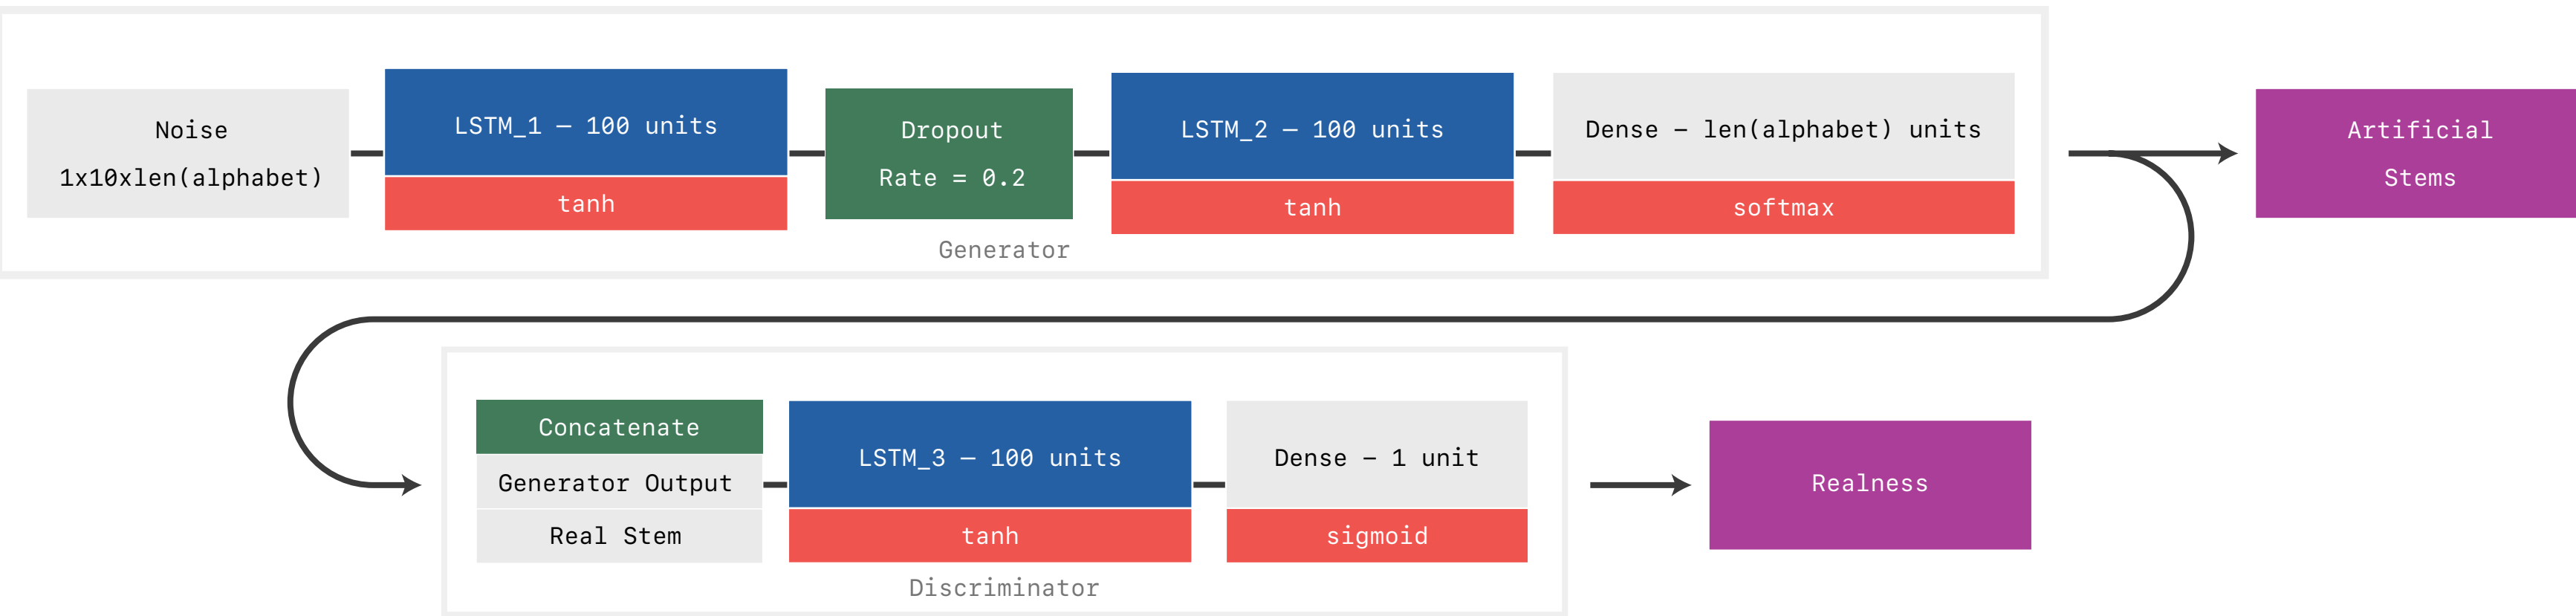 Noise
1x10xlen(alphabet)
LSTM_1 – 100 units
tanh
Dropout
Rate = 0.2
LSTM_2 – 100 units
tanh
Dense – len(alphabet) units
softmax
Generator
Artificial
Stems
Concatenate
Generator Output
Real Stem
LSTM_3 – 100 units
tanh
Dense – 1 unit
sigmoid
Discriminator
Realness